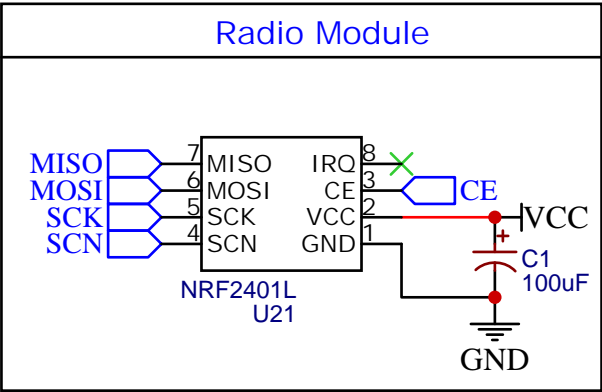 Radio Module
MISO 7 MISO IRQ 8
MOSI 6 MOSI CE 3 CE
SCK 5 SCK VCC 2 VCC
SCN 4 SCN GND 1
+
C1
100uF
NRF2401L
U21
GND